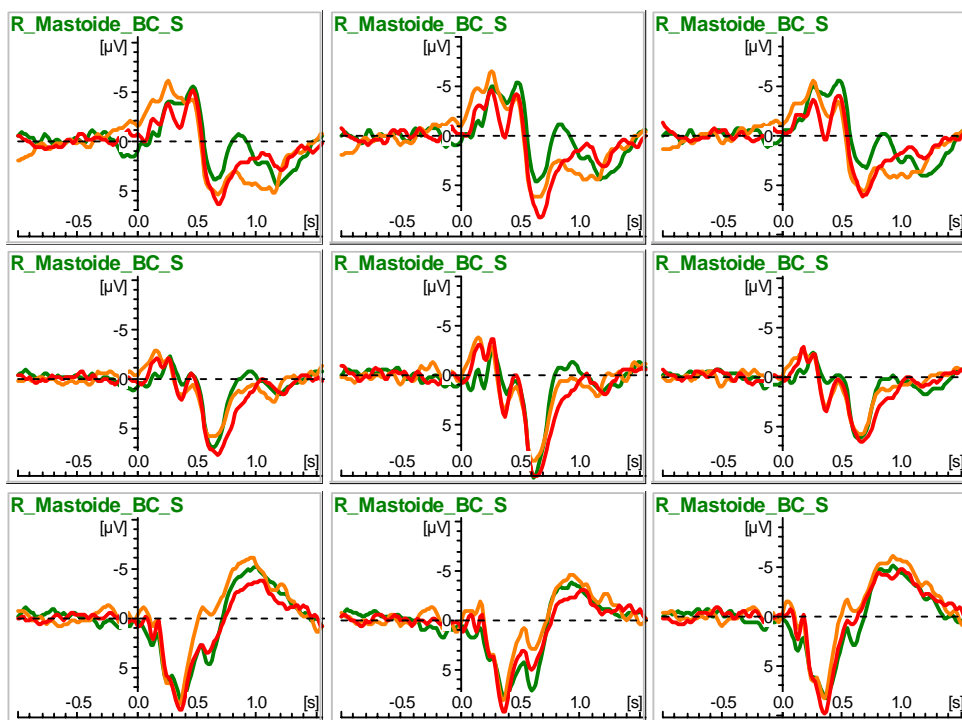 R_Mastoide_BC_S R_Mastoide_BC_S R_Mastoide_BC_S
[µV] [µV] [µV]
-5 -5 -5
0 0 0
5 5 5
-0.5 0.0 0.5 1.0 [s] -0.5 0.0 0.5 1.0 [s] -0.5 0.0 0.5 1.0 [s]
R_Mastoide_BC_S R_Mastoide_BC_S R_Mastoide_BC_S
[µV] [µV] [µV]
-5 -5 -5
0 0 0
5 5 5
-0.5 0.0 0.5 1.0 [s] -0.5 0.0 0.5 1.0 [s] -0.5 0.0 0.5 1.0 [s]
R_Mastoide_BC_S R_Mastoide_BC_S R_Mastoide_BC_S
[µV] [µV] [µV]
-5 -5 -5
0 0 0
5 5 5
-0.5 0.0 0.5 1.0 [s] -0.5 0.0 0.5 1.0 [s] -0.5 0.0 0.5 1.0 [s]